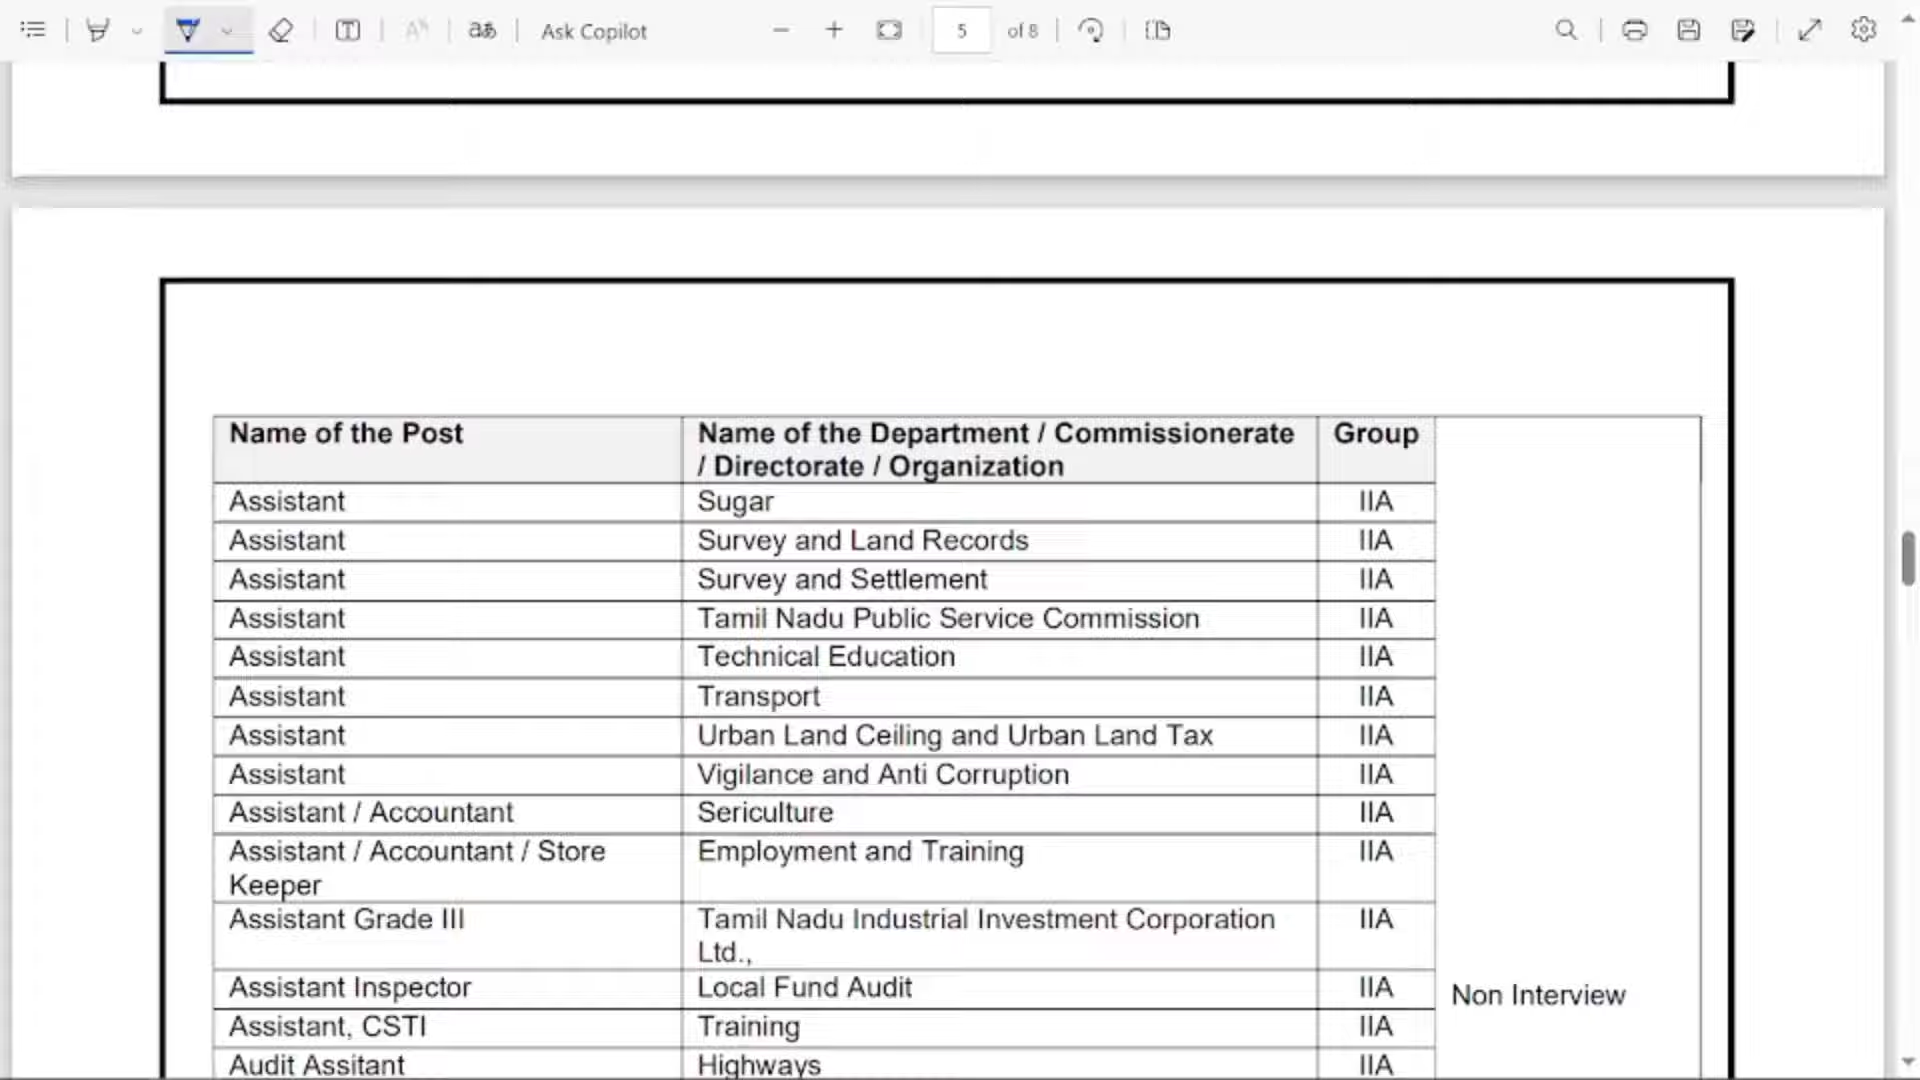 Ask Copilot
5 of 8
Name of the Post Name of the Department / Commissionerate / Directorate / Organization Group
Assistant Sugar IIA
Assistant Survey and Land Records IIA
Assistant Survey and Settlement IIA
Assistant Tamil Nadu Public Service Commission IIA
Assistant Technical Education IIA
Assistant Transport IIA
Assistant Urban Land Ceiling and Urban Land Tax IIA
Assistant Vigilance and Anti Corruption IIA
Assistant / Accountant Sericulture IIA
Assistant / Accountant / Store Keeper Employment and Training IIA
Assistant Grade III Tamil Nadu Industrial Investment Corporation Ltd., IIA
Assistant Inspector Local Fund Audit IIA Non Interview
Assistant, CSTI Training IIA
Audit Assitant Highways IIA